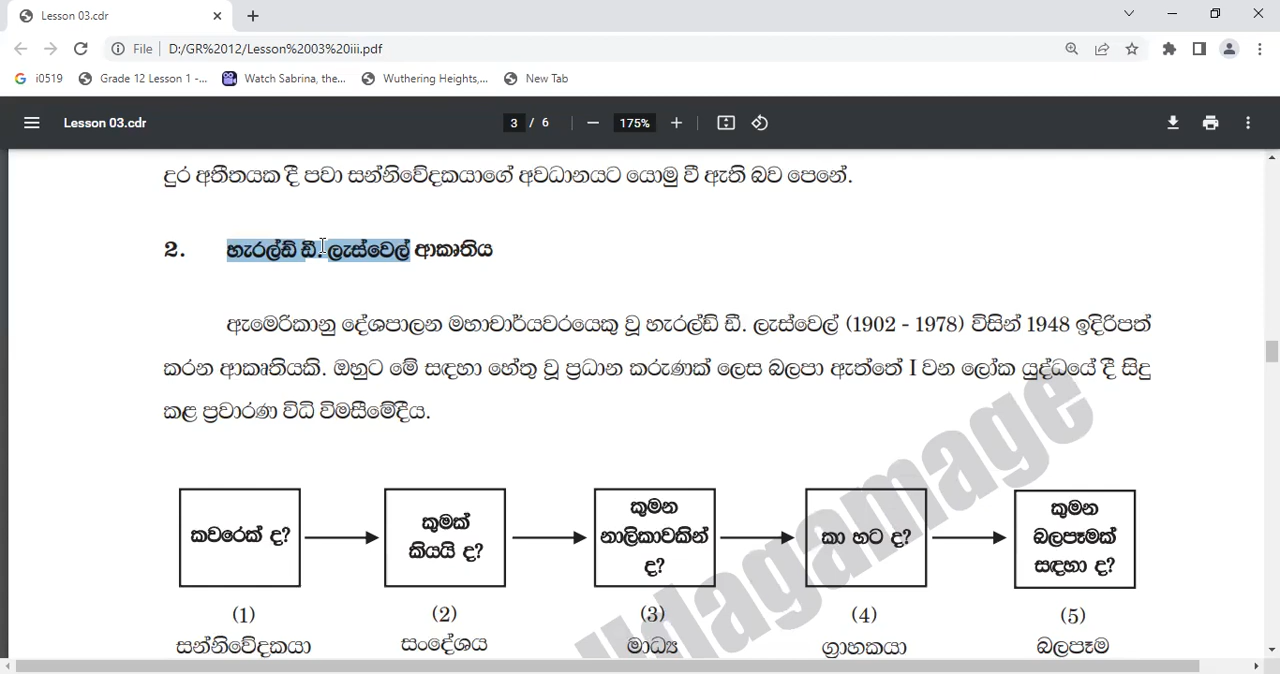 Lesson 03.cdr
File D:/GR%2012/Lesson%2003%20iii.pdf
i0519 Grade 12 Lesson 1 -... Watch Sabrina, the... Wuthering Heights,... New Tab
Lesson 03.cdr 3 / 6 175%
දුර අතීතයක දී පවා සන්නිවේදකයාගේ අවධානයට යොමු වී ඇති බව පෙනේ.
2. හැරල්ඩ් ඩී. ලැස්වෙල් ආකෘතිය
ඇමෙරිකානු දේශපාලන මහාචාර්යවරයෙකු වූ හැරල්ඩ් ඩී. ලැස්වෙල් (1902 - 1978) විසින් 1948 ඉදිරිපත්
කරන ආකෘතියකි. ඔහුට මේ සඳහා හේතු වූ ප්‍රධාන කරුණක් ලෙස බලපා ඇත්තේ I වන ලෝක යුද්ධයේ දී සිදු
කළ ප්‍රචාරණ විධි විමසීමේදීය.
කවරෙක් ද?
කුමක්
කියයි ද?
කුමන
නාලිකාවකින්
ද?
කා හට ද?
කුමන
බලපෑමක්
සඳහා ද?
(1) (2) (3) (4) (5)
සන්නිවේදකයා සංදේශය මාධ්‍ය ග්‍රාහකයා බලපෑම